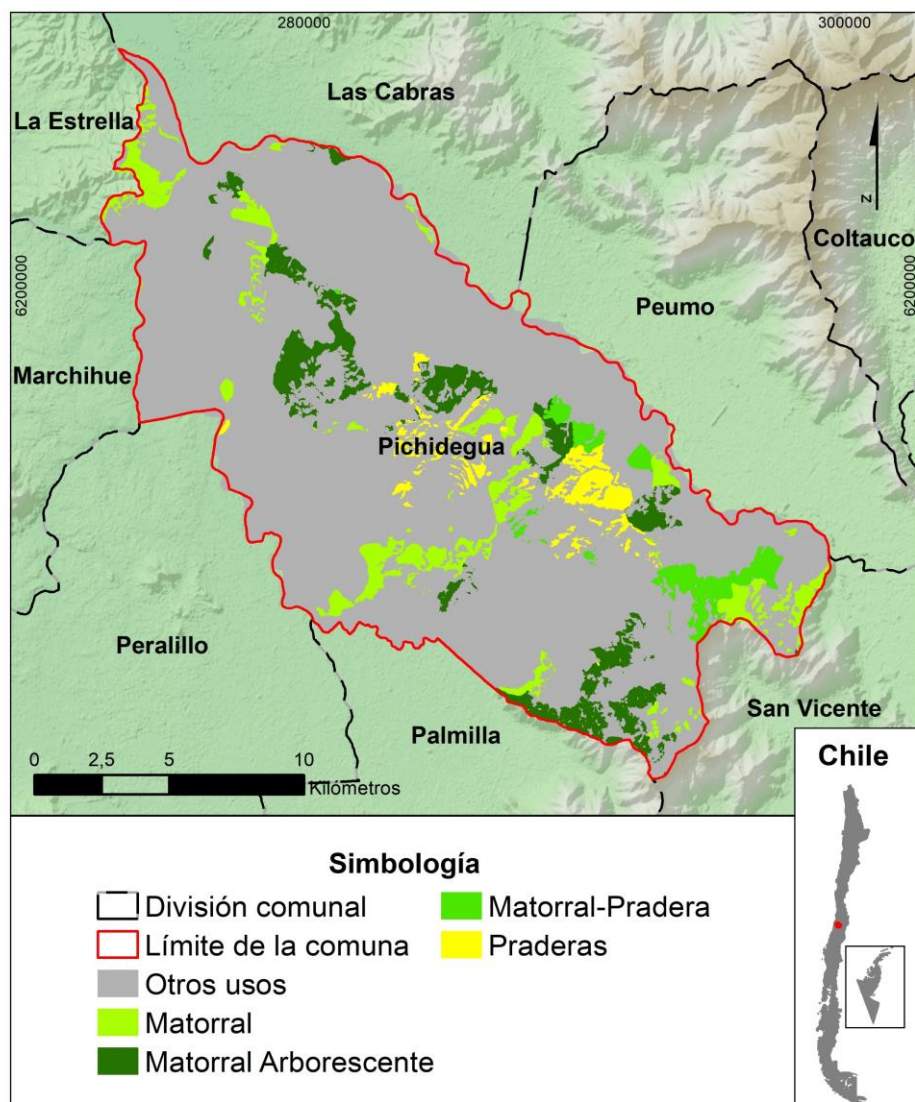 280000
300000
Las Cabras
La Estrella
Coltauco
6200000
6200000
Peumo
Marchihue
Pichidegua
Peralillo
San Vicente
Palmilla
N
0 2,5 5 10
Kilómetros
Chile
Simbología
División comunal
Límite de la comuna
Otros usos
Matorral
Matorral Arborescente
Matorral-Pradera
Praderas